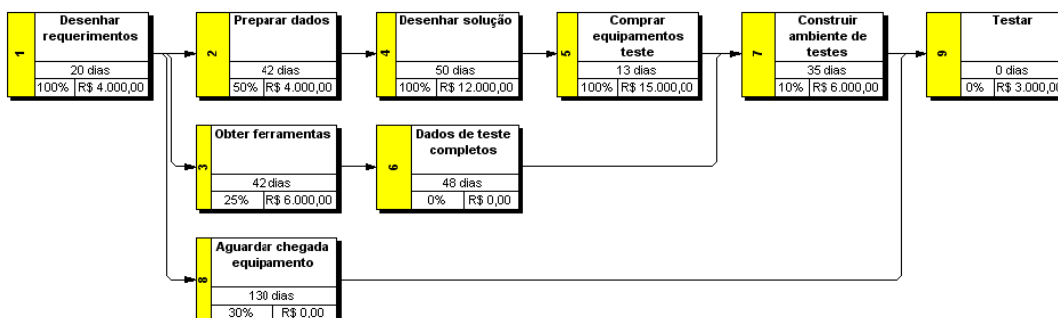 1
Desenhar
requerimentos
20 dias
100% R$ 4.000,00
2
Preparar dados
42 dias
50% R$ 4.000,00
4
Desenhar solução
50 dias
100% R$ 12.000,00
5
Comprar
equipamentos
teste
13 dias
100% R$ 15.000,00
7
Construir
ambiente de
testes
35 dias
10% R$ 6.000,00
9
Testar
0 dias
0% R$ 3.000,00
3
Obter ferramentas
42 dias
25% R$ 6.000,00
6
Dados de teste
completos
48 dias
0% R$ 0,00
8
Aguardar chegada
equipamento
130 dias
30% R$ 0,00